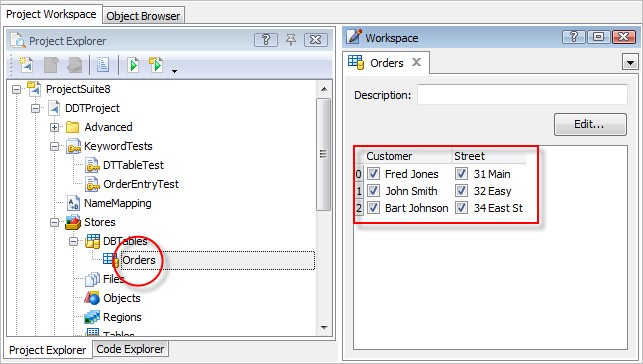 Project Workspace
Object Browser
Project Explorer
?
ProjectSuite8
DDTProject
Advanced
KeywordTests
DTTableTest
OrderEntryTest
NameMapping
Stores
DBTables
Orders
Files
Objects
Regions
Tables
Project Explorer
Code Explorer
Workspace
?
Orders
Description:
Edit...
Customer Street
0 Fred Jones 31 Main
1 John Smith 32 Easy
2 Bart Johnson 34 East St